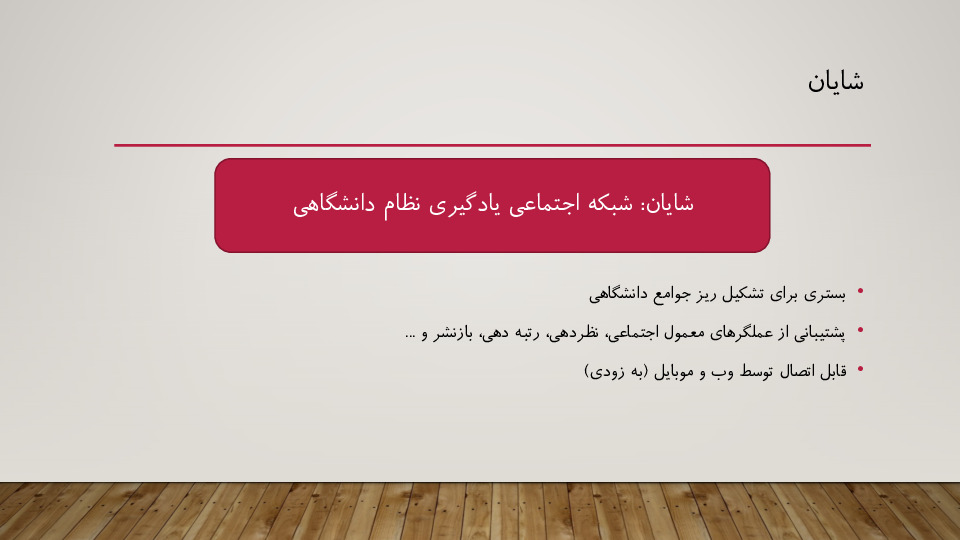 شایان
شایان: شبکه اجتماعی یادگیری نظام دانشگاهی
• بستری برای تشکیل ریز جوامع دانشگاهی
• پشتیبانی از عملگرهای معمول اجتماعی، نظردهی، رتبه دهی، بازنشر و ...
• قابل اتصال توسط وب و موبایل (به زودی)